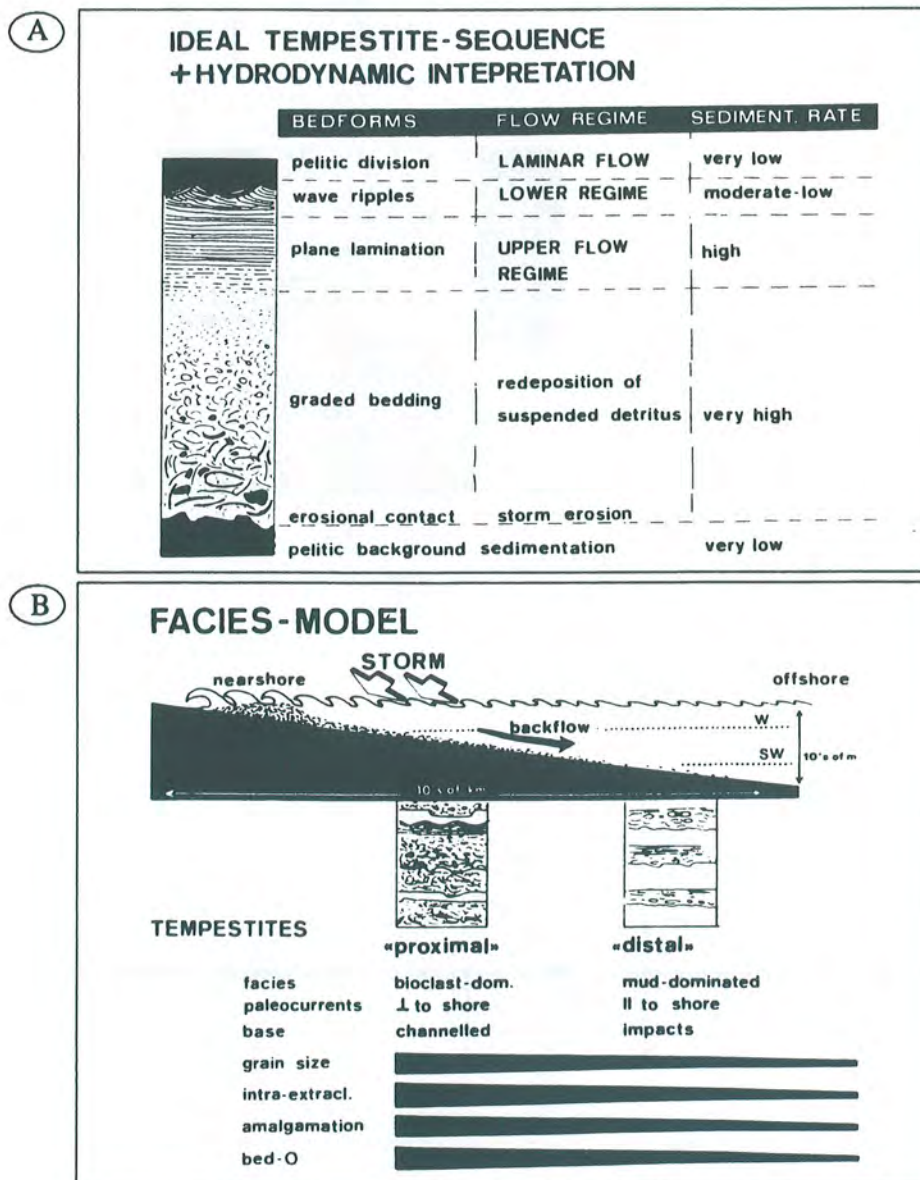 A
IDEAL TEMPESTITE-SEQUENCE
+HYDRODYNAMIC INTEPRETATION
BEDFORMS FLOW REGIME SEDIMENT. RATE
pelitic division LAMINAR FLOW very low
wave ripples LOWER REGIME moderate-low
plane lamination UPPER FLOW REGIME high
graded bedding redeposition of suspended detritus very high
erosional contact storm erosion
pelitic background sedimentation very low
B
FACIES-MODEL
STORM
nearshore offshore
backflow W
SW 10's of m
10's of km
TEMPESTITES
«proximal» «distal»
facies bioclast-dom. mud-dominated
paleocurrents ⊥ to shore || to shore
base channelled impacts
grain size
intra-extracl.
amalgamation
bed-O